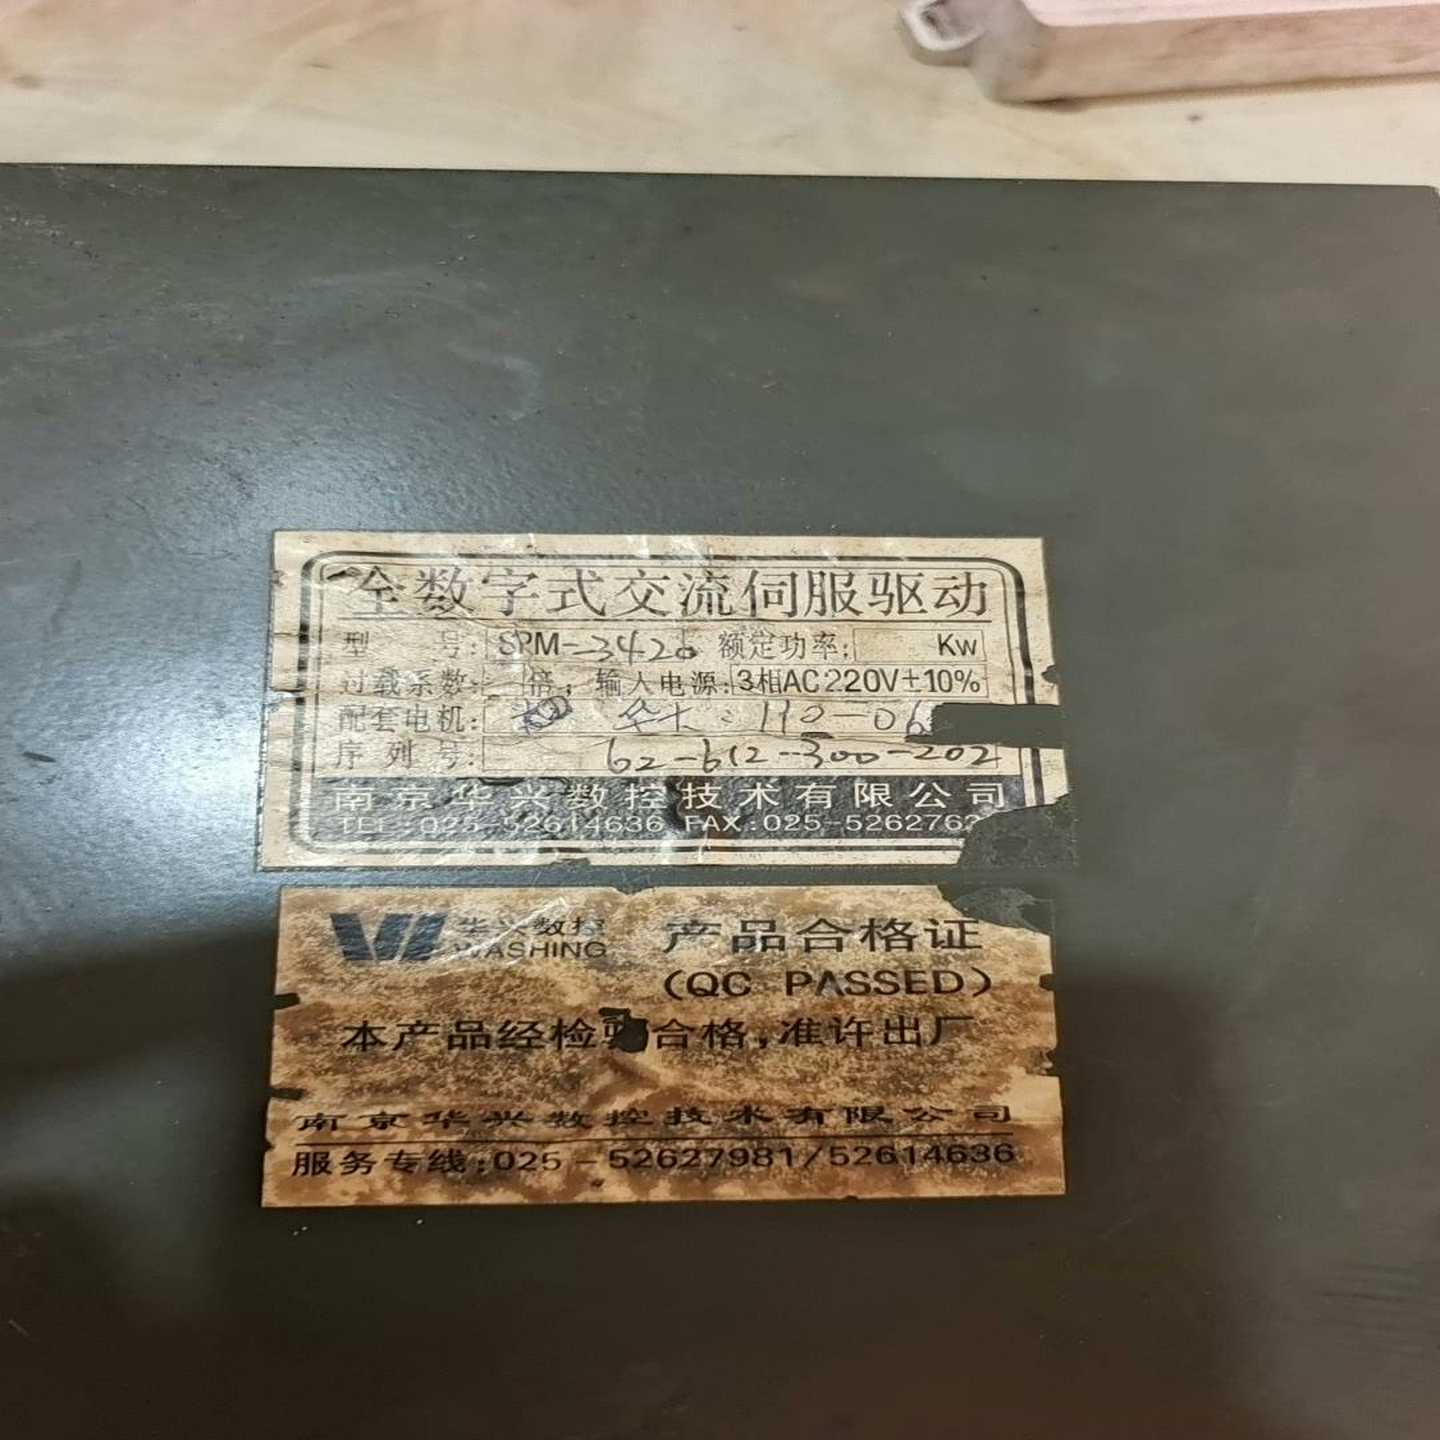 全数字式交流伺服驱动
型 号: SPM-3420 额定功率: Kw
过载系数: 倍; 输入电源: 3相AC220V±10%
配套电机: 华大: 110-06
序列号: 62-612-300-202
南京华兴数控技术有限公司
TEL:025-52614636 FAX:025-5262762
华兴数控
WASHING
产品合格证
(QC PASSED)
本产品经检验合格,准许出厂
南京华兴数控技术有限公司
服务专线:025-52627981/52614636